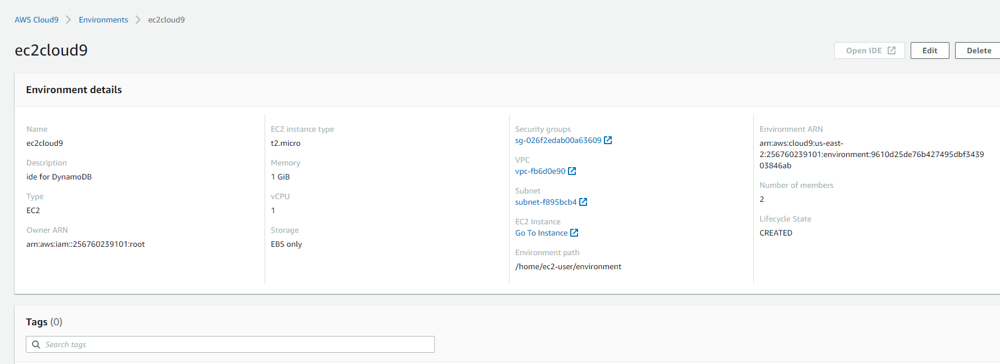 AWS Cloud9 > Environments > ec2cloud9
ec2cloud9
Open IDE
Edit
Delete
Environment details
Name
ec2cloud9
Description
ide for DynamoDB
Type
EC2
Owner ARN
arn:aws:iam::256760239101:root
EC2 instance type
t2.micro
Memory
1 GiB
vCPU
1
Storage
EBS only
Security groups
sg-026f2edab00a63609
VPC
vpc-fb6d0e90
Subnet
subnet-f895bcb4
EC2 Instance
Go To Instance
Environment path
/home/ec2-user/environment
Environment ARN
arn:aws:cloud9:us-east-
2:256760239101:environment:9610d25de76b427495dbf3439
03846ab
Number of members
2
Lifecycle State
CREATED
Tags (0)
Search tags